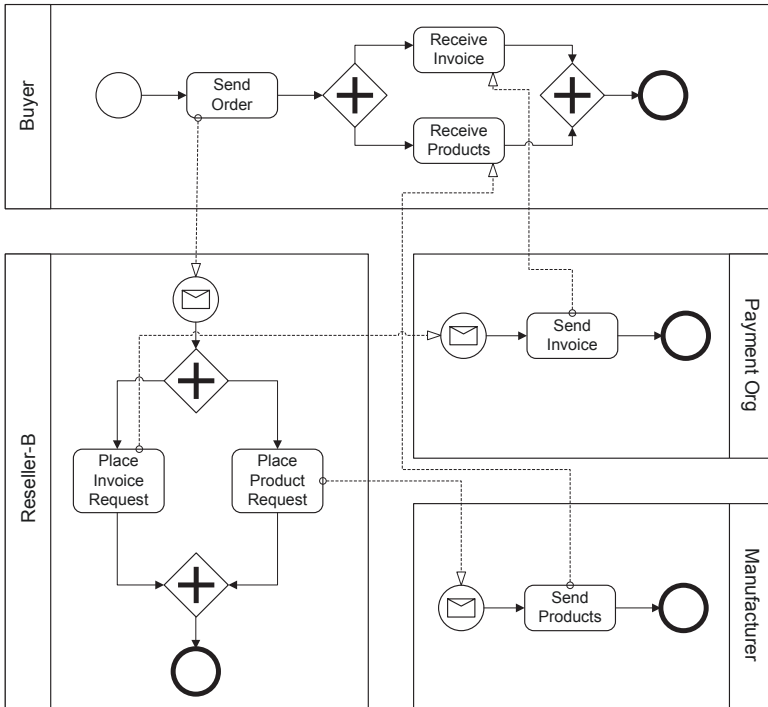 Buyer
Send
Order
Receive
Invoice
Receive
Products
Reseller-B
Place
Invoice
Request
Place
Product
Request
Payment Org
Send
Invoice
Manufacturer
Send
Products